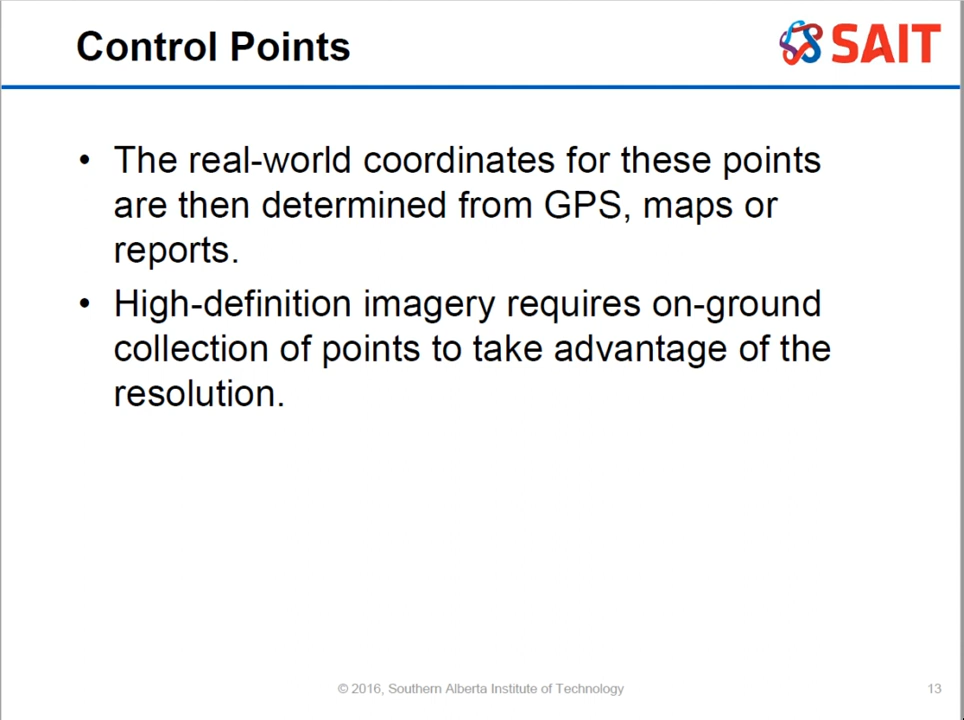 Control Points
SAIT
• The real-world coordinates for these points
are then determined from GPS, maps or
reports.
• High-definition imagery requires on-ground
collection of points to take advantage of the
resolution.
© 2016, Southern Alberta Institute of Technology
13